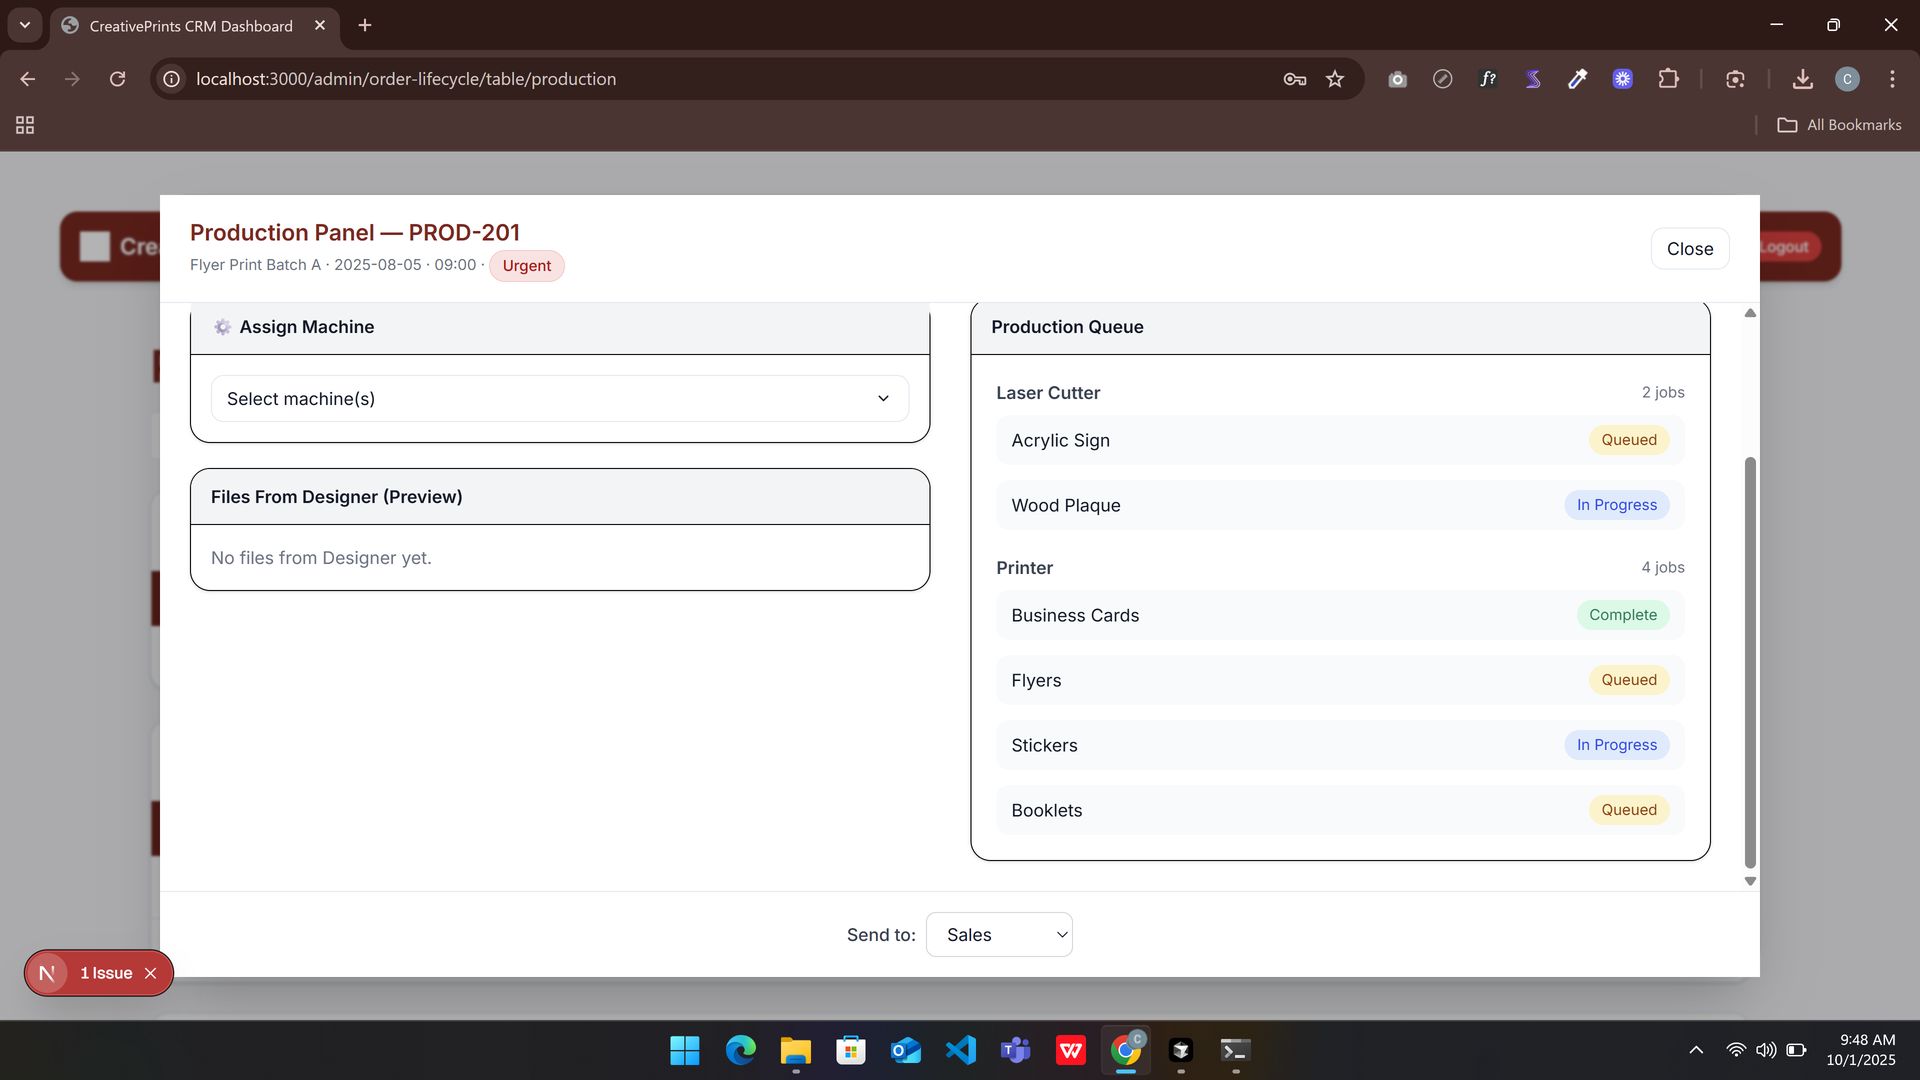 CreativePrints CRM Dashboard
localhost:3000/admin/order-lifecycle/table/production
All Bookmarks
Logout
Production Panel — PROD-201
Flyer Print Batch A · 2025-08-05 · 09:00 · Urgent
Close
Assign Machine
Select machine(s)
Files From Designer (Preview)
No files from Designer yet.
Production Queue
Laser Cutter 2 jobs
Acrylic Sign Queued
Wood Plaque In Progress
Printer 4 jobs
Business Cards Complete
Flyers Queued
Stickers In Progress
Booklets Queued
Send to: Sales
1 Issue
9:48 AM
10/1/2025